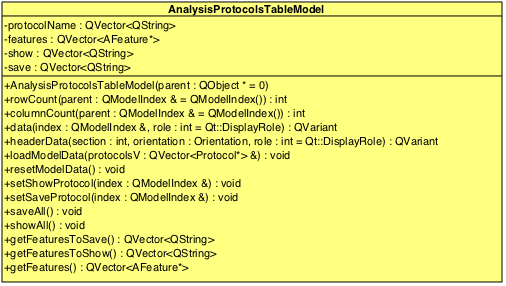 AnalysisProtocolsTableModel
-protocolName : QVector<QString>
-features : QVector<AFeature*>
-show : QVector<QString>
-save : QVector<QString>
+AnalysisProtocolsTableModel(parent : QObject * = 0)
+rowCount(parent : QModelIndex & = QModelIndex()) : int
+columnCount(parent : QModelIndex & = QModelIndex()) : int
+data(index : QModelIndex &, role : int = Qt::DisplayRole) : QVariant
+headerData(section : int, orientation : Orientation, role : int = Qt::DisplayRole) : QVariant
+loadModelData(protocolsV : QVector<Protocol*> &) : void
+resetModelData() : void
+setShowProtocol(index : QModelIndex &) : void
+setSaveProtocol(index : QModelIndex &) : void
+saveAll() : void
+showAll() : void
+getFeaturesToSave() : QVector<QString>
+getFeaturesToShow() : QVector<QString>
+getFeatures() : QVector<AFeature*>